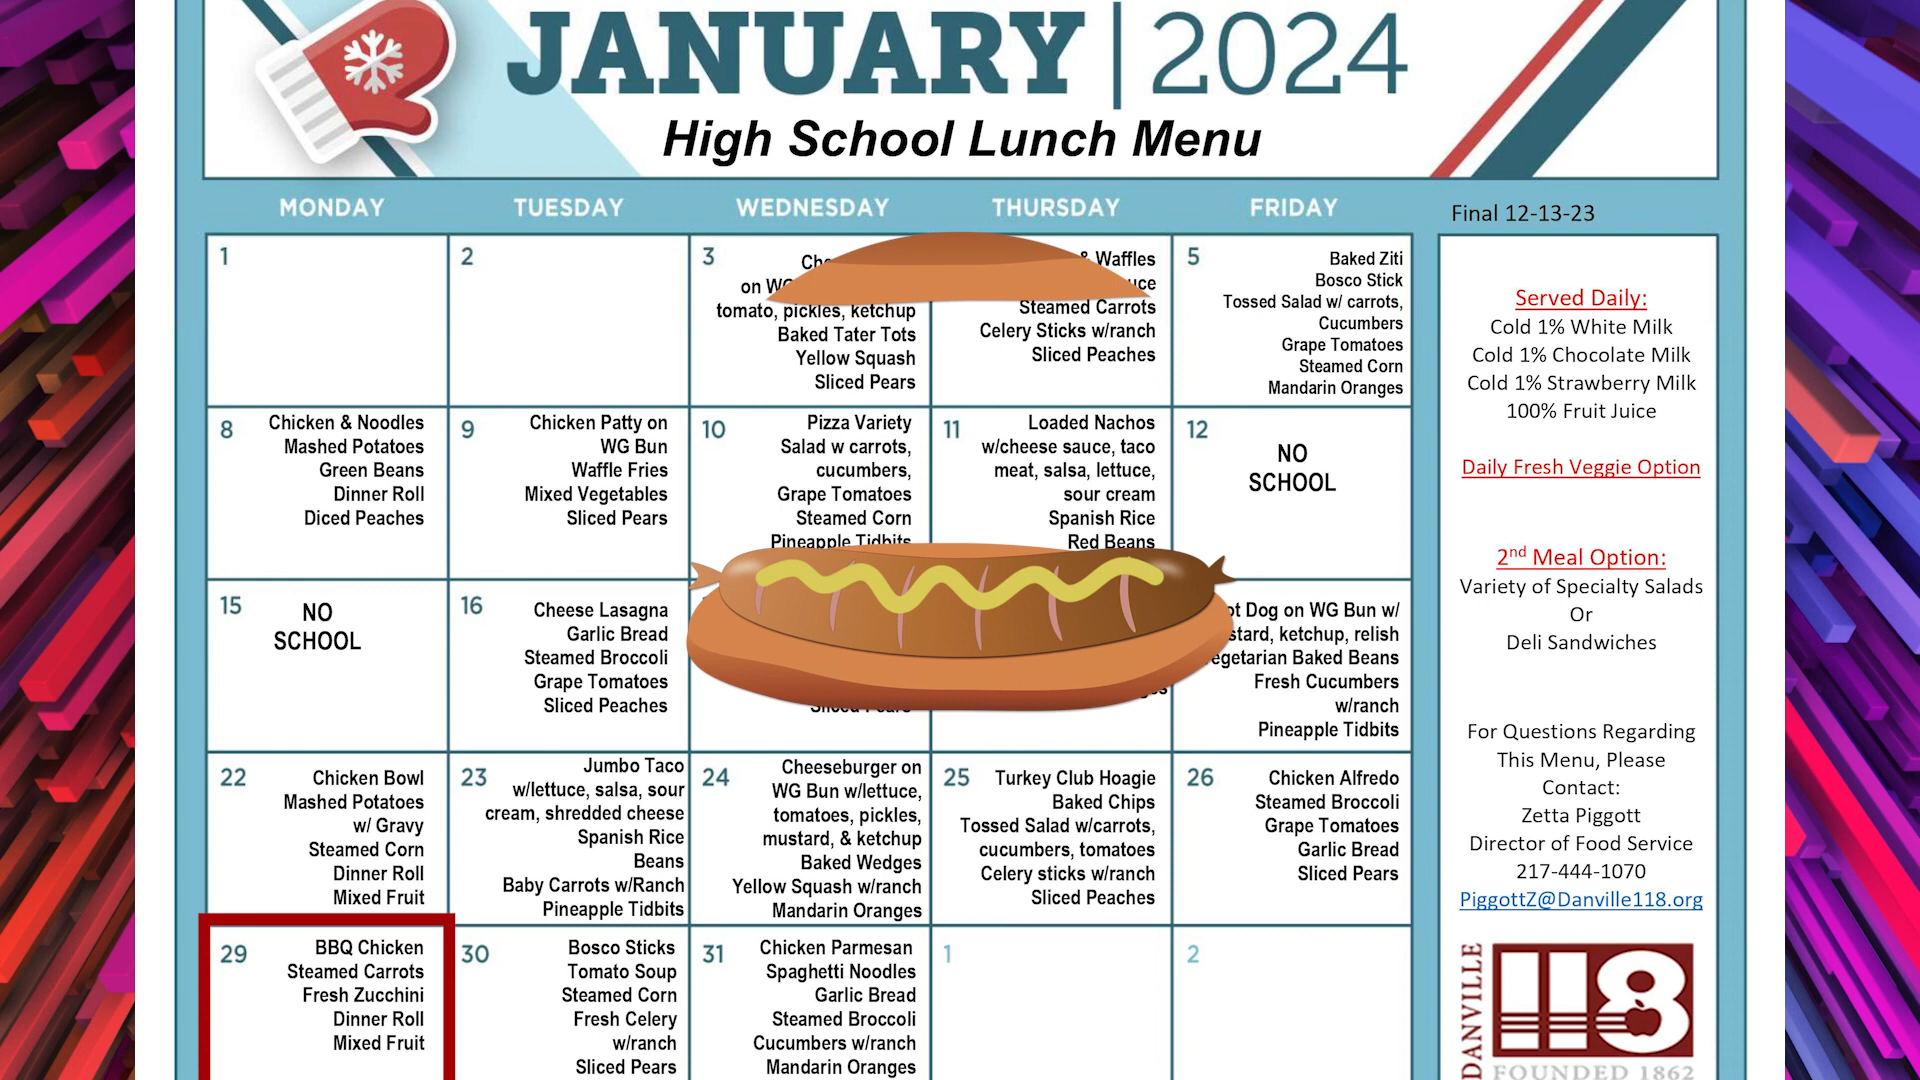 JANUARY | 2024
High School Lunch Menu
MONDAY
TUESDAY
WEDNESDAY
THURSDAY
FRIDAY
Final 12-13-23
1
2
3
on
tomato, pickles, ketchup
Baked Tater Tots
Yellow Squash
Sliced Pears
& Waffles
Steamed Carrots
Celery Sticks w/ranch
Sliced Peaches
5
Baked Ziti
Bosco Stick
Tossed Salad w/ carrots,
Cucumbers
Grape Tomatoes
Steamed Corn
Mandarin Oranges
8
Chicken & Noodles
Mashed Potatoes
Green Beans
Dinner Roll
Diced Peaches
9
Chicken Patty on
WG Bun
Waffle Fries
Mixed Vegetables
Sliced Pears
10
Pizza Variety
Salad w carrots,
cucumbers,
Grape Tomatoes
Steamed Corn
Pineapple Tidbits
11
Loaded Nachos
w/cheese sauce, taco
meat, salsa, lettuce,
sour cream
Spanish Rice
Red Beans
12
NO
SCHOOL
15
NO
SCHOOL
16
Cheese Lasagna
Garlic Bread
Steamed Broccoli
Grape Tomatoes
Sliced Peaches
Sliced Pears
Dog on WG Bun w/
ketchup, relish
Baked Beans
Fresh Cucumbers
w/ranch
Pineapple Tidbits
22
Chicken Bowl
Mashed Potatoes
w/ Gravy
Steamed Corn
Dinner Roll
Mixed Fruit
23
Jumbo Taco
w/lettuce, salsa, sour
cream, shredded cheese
Spanish Rice
Beans
Baby Carrots w/Ranch
Pineapple Tidbits
24
Cheeseburger on
WG Bun w/lettuce,
tomatoes, pickles,
mustard, & ketchup
Baked Wedges
Yellow Squash w/ranch
Mandarin Oranges
25
Turkey Club Hoagie
Baked Chips
Tossed Salad w/carrots,
cucumbers, tomatoes
Celery sticks w/ranch
Sliced Peaches
26
Chicken Alfredo
Steamed Broccoli
Grape Tomatoes
Garlic Bread
Sliced Pears
29
BBQ Chicken
Steamed Carrots
Fresh Zucchini
Dinner Roll
Mixed Fruit
30
Bosco Sticks
Tomato Soup
Steamed Corn
Fresh Celery
w/ranch
Sliced Pears
31
Chicken Parmesan
Spaghetti Noodles
Garlic Bread
Steamed Broccoli
Cucumbers w/ranch
Mandarin Oranges
1
2
Served Daily:
Cold 1% White Milk
Cold 1% Chocolate Milk
Cold 1% Strawberry Milk
100% Fruit Juice
Daily Fresh Veggie Option
2nd Meal Option:
Variety of Specialty Salads
Or
Deli Sandwiches
For Questions Regarding
This Menu, Please
Contact:
Zetta Piggott
Director of Food Service
217-444-1070
PiggottZ@Danville118.org
DANVILLE
118
FOUNDED 1862